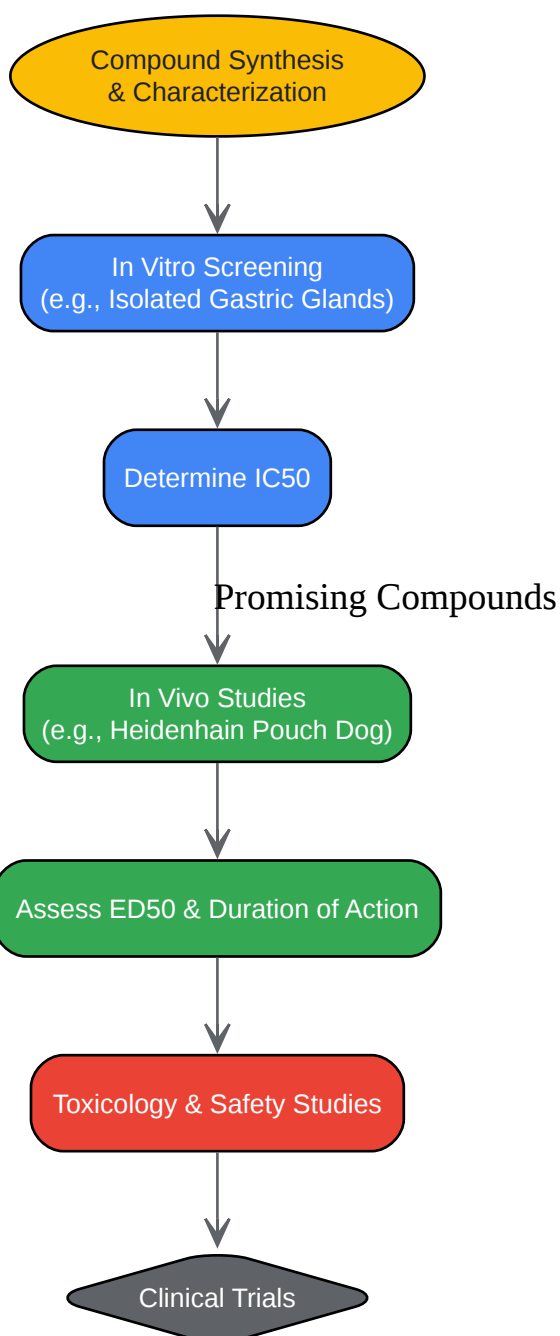 Compound Synthesis
& Characterization
In Vitro Screening
(e.g., Isolated Gastric Glands)
Determine IC50
Promising Compounds
In Vivo Studies
(e.g., Heidenhain Pouch Dog)
Assess ED50 & Duration of Action
Toxicology & Safety Studies
Clinical Trials